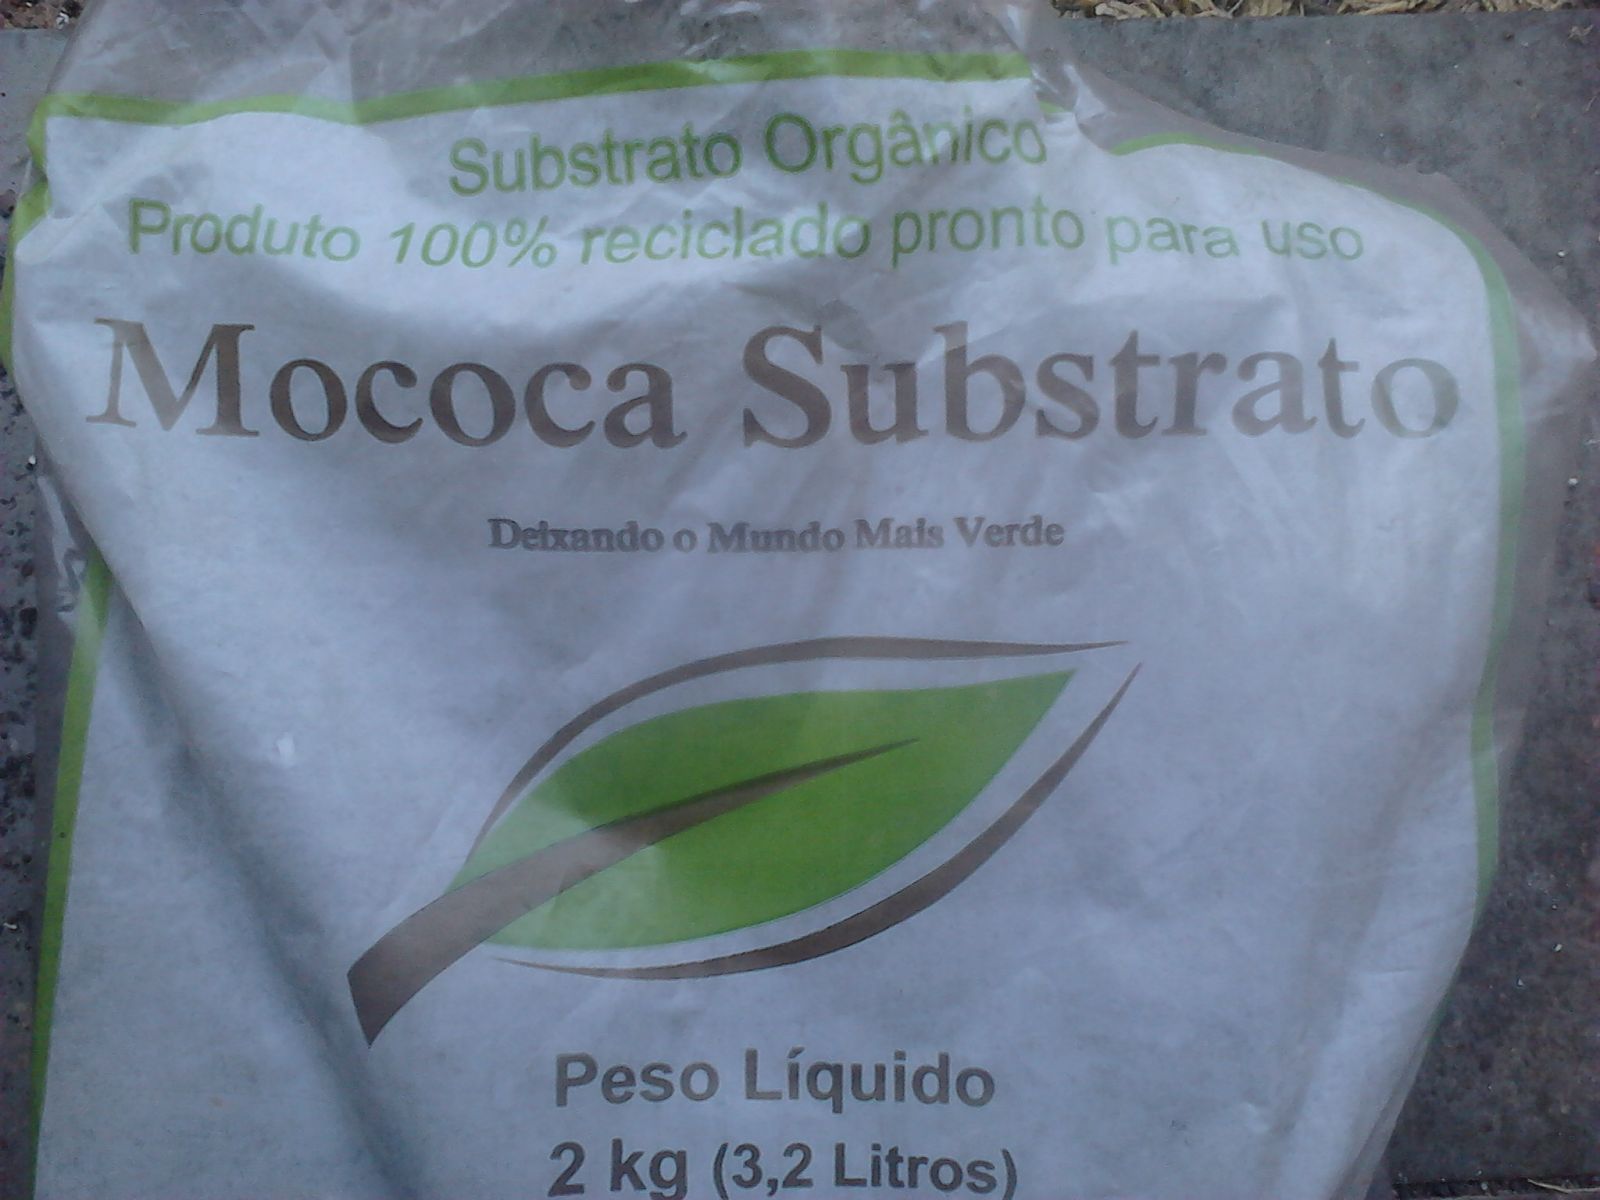 Substrato Orgânico
Produto 100% reciclado pronto para uso
Mococa Substrato
Deixando o Mundo Mais Verde
Peso Líquido
2 kg (3,2 Litros)